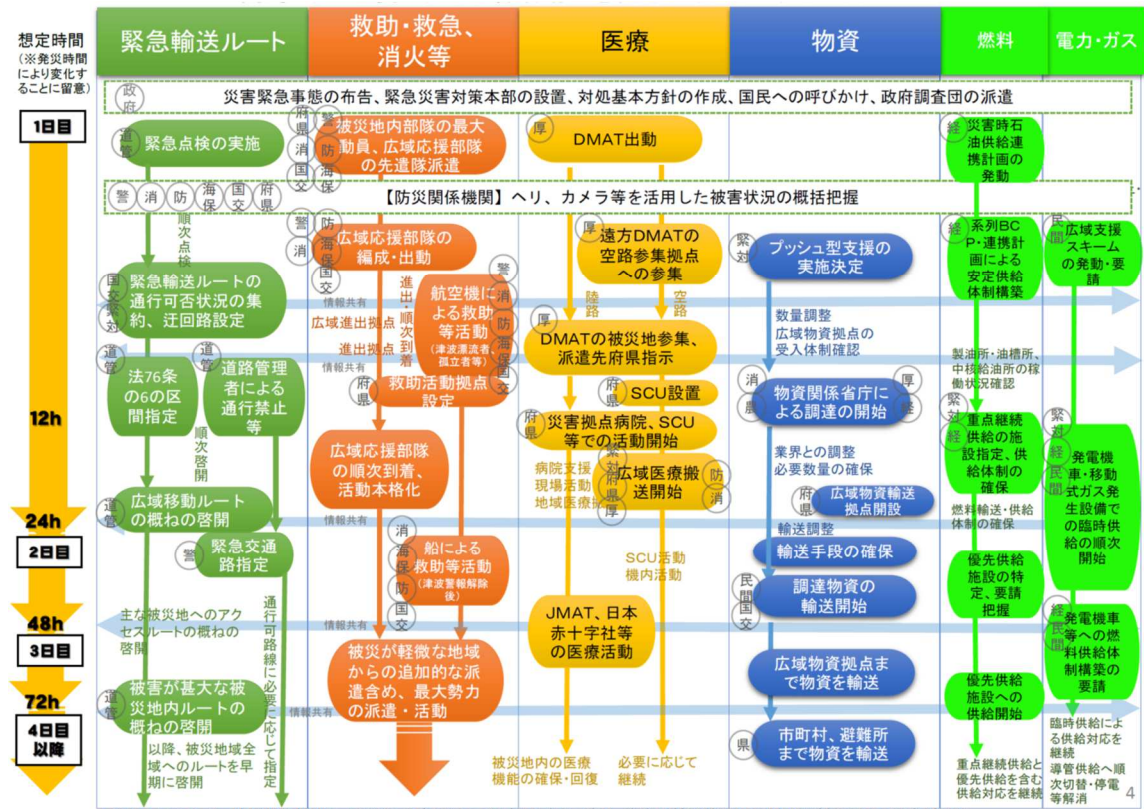 想定時間
(※発災時間
により変化す
ることに留意)
緊急輸送ルート
救助・救急、
消火等
医療
物資
燃料
電力・ガス
政府
災害緊急事態の布告、緊急災害対策本部の設置、対処基本方針の作成、国民への呼びかけ、政府調査団の派遣
1日目
12h
24h
2日目
48h
3日目
72h
4日目
以降
道管
緊急点検の実施
警
消
防
海保
国交
府県
順次点検
国交
緊対
緊急輸送ルートの
通行可否状況の集
約、迂回路設定
道管
法76条
の6の区
間指定
道管
道路管理
者による
通行禁止
等
順次啓開
道管
広域移動ルート
の概ねの啓開
警
緊急交通
路指定
主な被災地へのアク
セスルートの概ねの
啓開
通行可路線に必要に応じて指定
道管
被害が甚大な被
災地内ルートの
概ねの啓開
以降、被災地域全
域へのルートを早
期に啓開
府県
警
消
防
国交
海保
被災地内部隊の最大
動員、広域応援部隊
の先遣隊派遣
【防災関係機関】ヘリ、カメラ等を活用した被害状況の概括把握
警
防
消
海保
国交
広域応援部隊の
編成・出動
情報共有
広域進出拠点
進出拠点
進出・順次到着
情報共有
警
消
防
海保
国交
航空機によ
る救助
等活動
(津波漂流者、
孤立者等)
府県
救助活動拠点
設定
広域応援部隊
の順次到着、
活動本格化
情報共有
消
海保
防
国交
船による
救助等活動
(津波警報解除
後)
情報共有
被災が軽微な地域
からの追加的な派
遣含め、最大勢力
の派遣・活動
情報共有
厚
DMAT出動
厚
遠方DMATの
空路参集拠点
への参集
陸路
空路
厚
DMATの被災地参集、
派遣先府県指示
府県
SCU設置
府県
災害拠点病院、SCU
等での活動開始
病院支援
現場活動
地域医療搬
緊対
府県
厚
防
消
広域医療搬
送開始
SCU活動
機内活動
JMAT、日本
赤十字社等
の医療活動
被災地内の医療
機能の確保・回復
必要に応じて
継続
緊対
プッシュ型支援の
実施決定
数量調整
広域物資拠点の
受入体制確認
消
農
厚
経
物資関係省庁に
よる調達の開始
業界との調整
必要数量の確保
府県
広域物資輸送
拠点開設
輸送調整
輸送手段の確保
民間
国交
調達物資の
輸送開始
広域物資拠点ま
で物資を輸送
県
市町村、避難所
まで物資を輸送
経
災害時石
油供給連
携計画の
発動
経
系列BC
P・連携計
画による
安定供給
体制構築
製油所・油槽所、
中核給油所の稼
働状況確認
緊対
経
重点継続
供給の施
設指定、供
給体制の
確保
燃料輸送・供給
体制の確保
優先供給
施設の特
定、要請
把握
優先供給
施設への
供給開始
重点継続供給と
優先供給を含む
供給対応を継続
民間
広域支援
スキーム
の発動・要
請
緊対
経
民間
発電機
車・移動
式ガス発
生設備で
の臨時供
給の順次
開始
経
民間
発電機車
等への燃
料供給体
制構築の
要請
臨時供給によ
る供給対応を
継続
導管供給へ順
次切替・停電
等解消
4